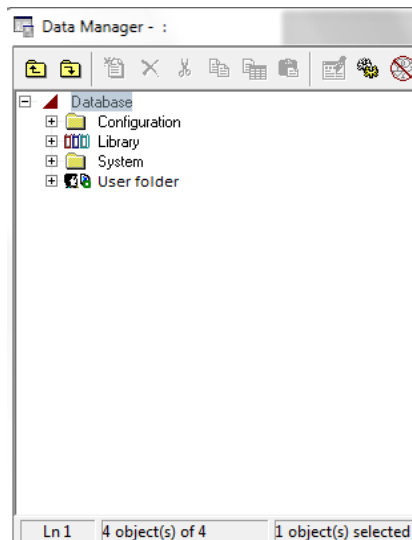 Data Manager - :
Database
Configuration
Library
System
User folder
Ln 1 4 object(s) of 4 1 object(s) selected